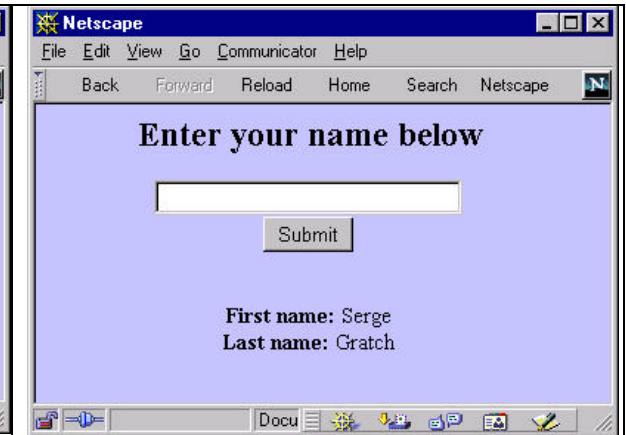 Netscape
File Edit View Go Communicator Help
Back Forward Reload Home Search Netscape N
Enter your name below
Submit
First name: Serge
Last name: Gratch
Docu